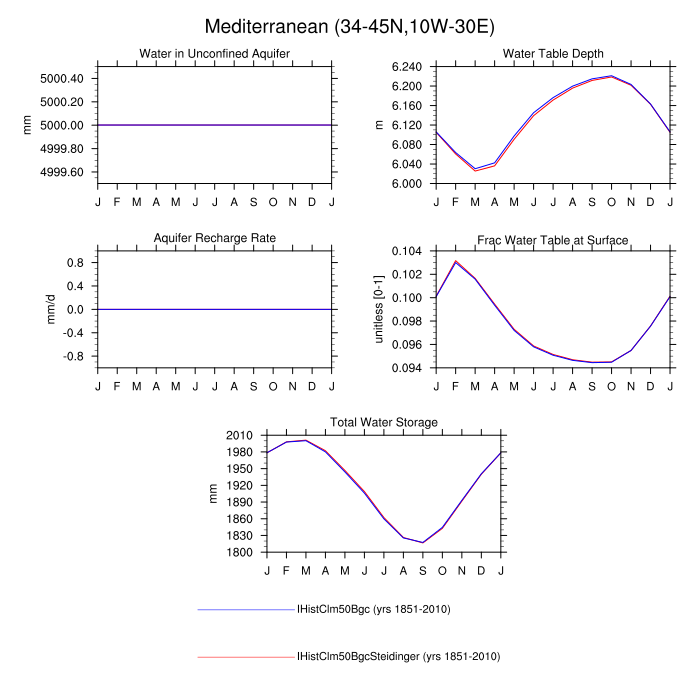 Mediterranean (34-45N,10W-30E)
Water in Unconfined Aquifer
mm
5000.40
5000.20
5000.00
4999.80
4999.60
J F M A M J J A S O N D J
Water Table Depth
m
6.240
6.200
6.160
6.120
6.080
6.040
6.000
J F M A M J J A S O N D J
Aquifer Recharge Rate
mm/d
0.8
0.4
0.0
-0.4
-0.8
J F M A M J J A S O N D J
Frac Water Table at Surface
unitless [0-1]
0.104
0.102
0.100
0.098
0.096
0.094
J F M A M J J A S O N D J
Total Water Storage
mm
2010
1980
1950
1920
1890
1860
1830
1800
J F M A M J J A S O N D J
IHistClm50Bgc (yrs 1851-2010)
IHistClm50BgcSteidinger (yrs 1851-2010)